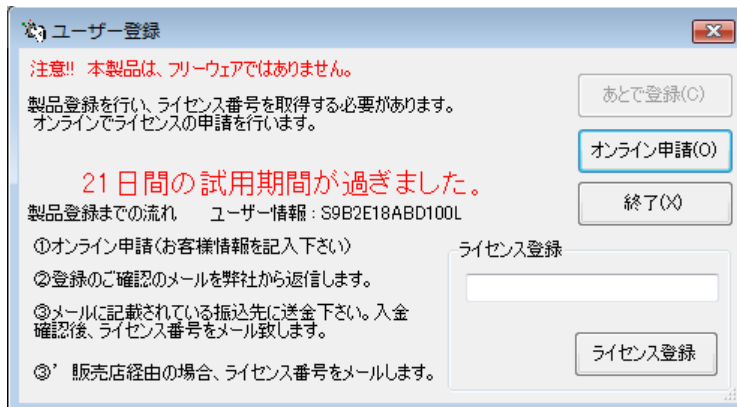 ユーザー登録
注意!! 本製品は、フリーウェアではありません。
製品登録を行い、ライセンス番号を取得する必要があります。
オンラインでライセンスの申請を行います。
あとで登録(C)
オンライン申請(O)
終了(X)
21日間の試用期間が過ぎました。
製品登録までの流れ ユーザー情報:S9B2E18ABD100L
①オンライン申請(お客様情報を記入下さい)
②登録のご確認のメールを弊社から返信します。
③メールに記載されている振込先に送金下さい。入金
確認後、ライセンス番号をメール致します。
③’ 販売店経由の場合、ライセンス番号をメールします。
ライセンス登録
ライセンス登録